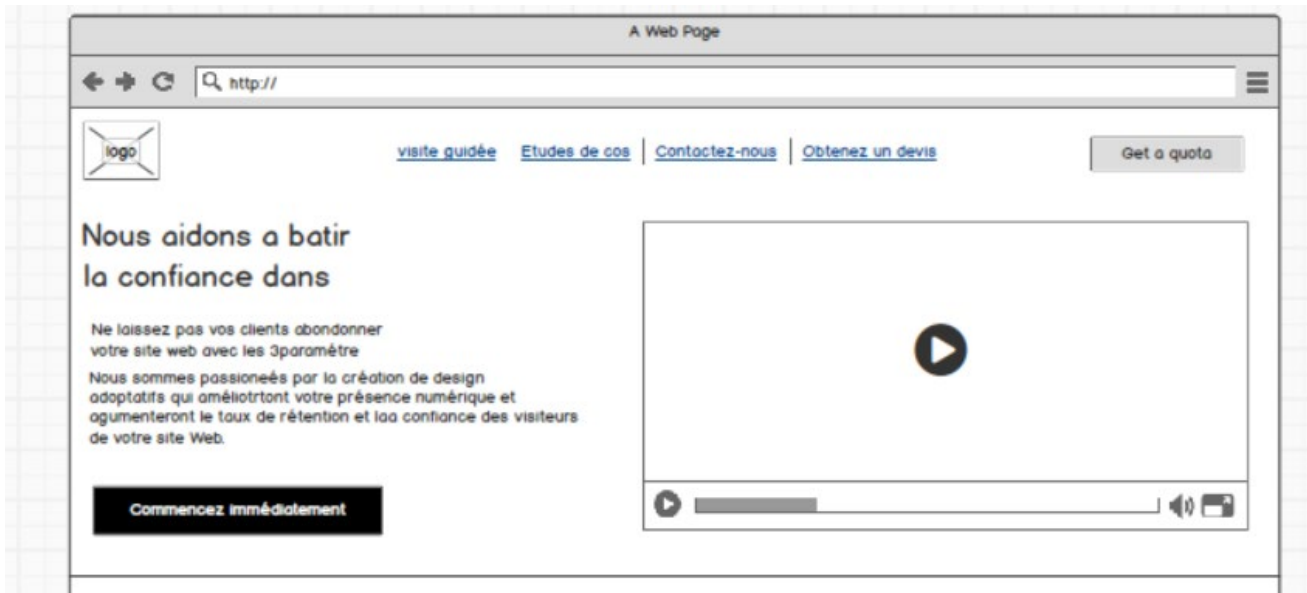 A Web Page
http://
logo
visite guidée Etudes de cos Contactez-nous Obtenez un devis
Get a quota
Nous aidons a batir
la confiance dans
Ne laissez pas vos clients abondonner
votre site web avec les 3paramètre
Nous sommes passioneés par la création de design
adoptatifs qui améliotrtont votre présence numérique et
agumenteront le taux de rétention et laa confiance des visiteurs
de votre site Web.
Commencez immédiatement